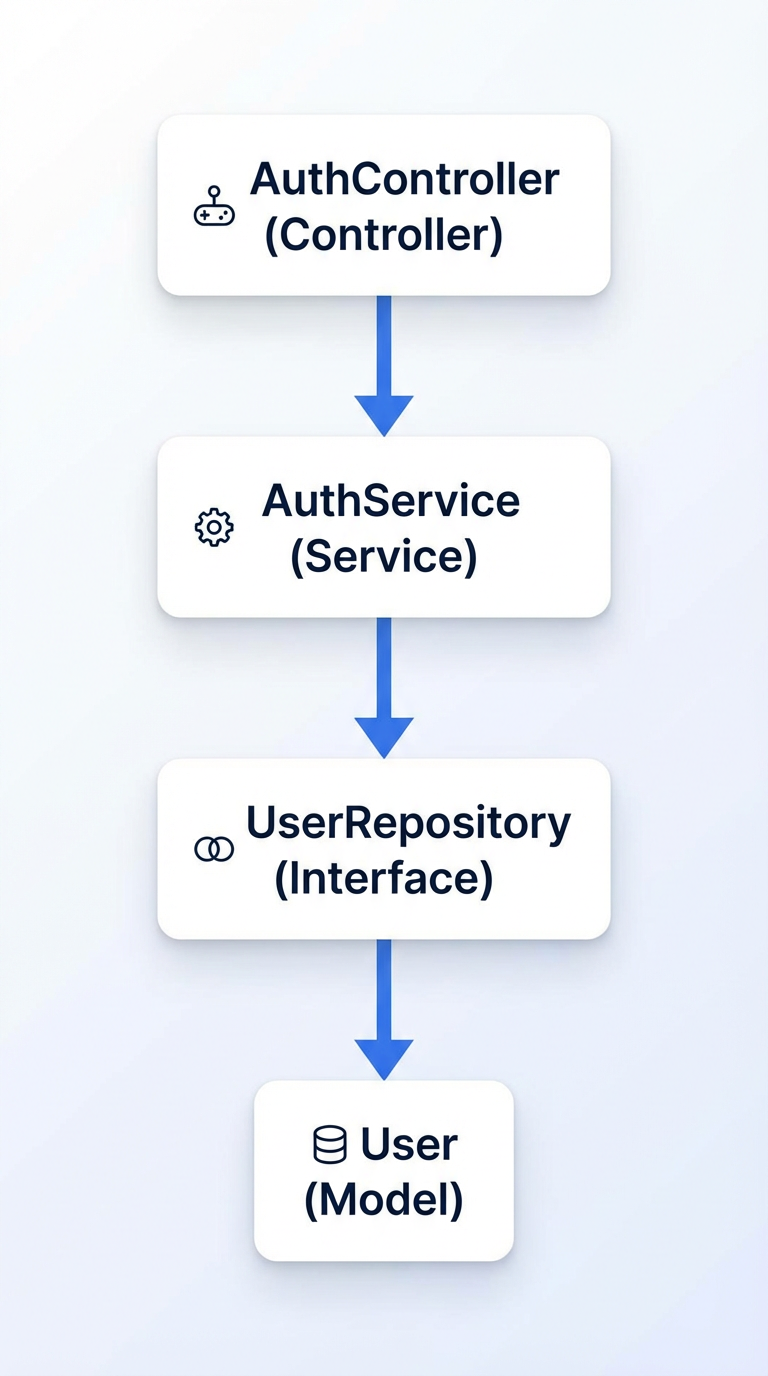 AuthController
(Controller)
AuthService
(Service)
UserRepository
(Interface)
User
(Model)